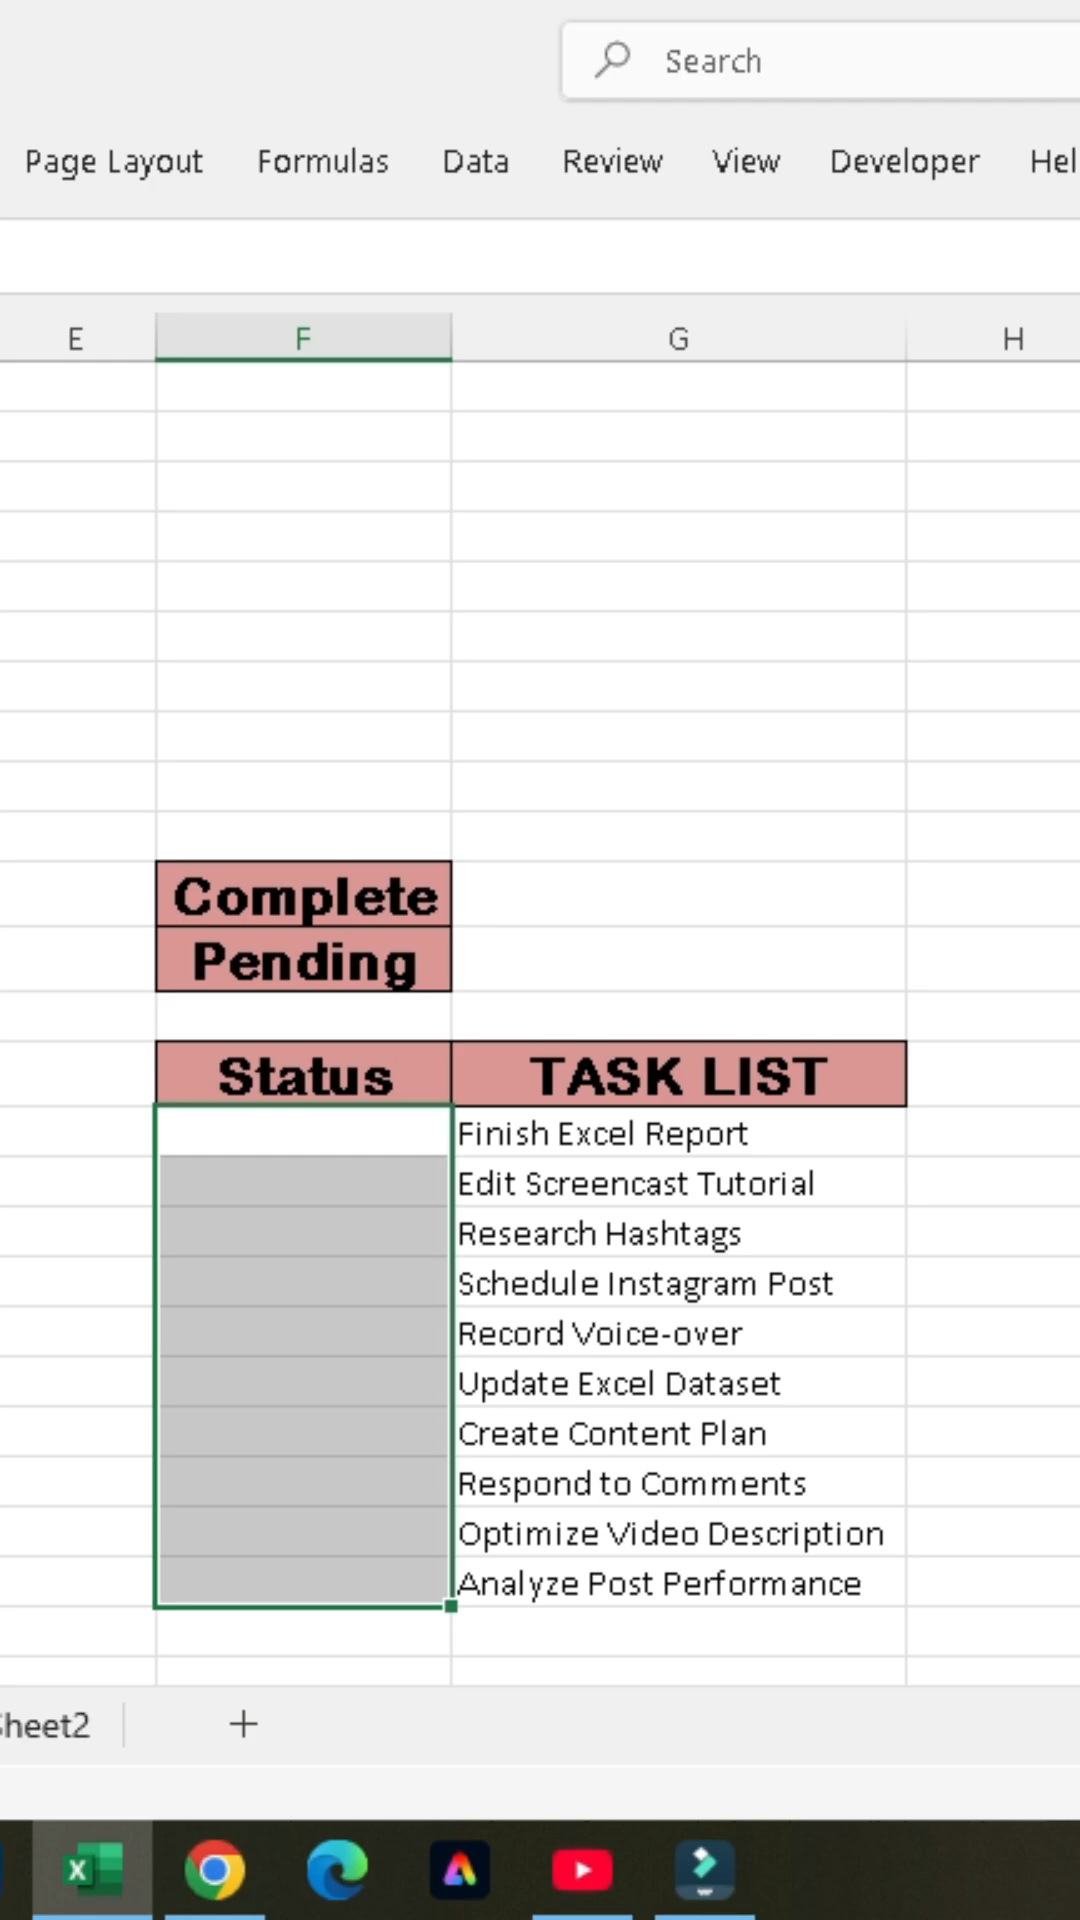 Search
Page Layout Formulas Data Review View Developer Hel
E F G H
Complete
Pending
Status TASK LIST
Finish Excel Report
Edit Screencast Tutorial
Research Hashtags
Schedule Instagram Post
Record Voice-over
Update Excel Dataset
Create Content Plan
Respond to Comments
Optimize Video Description
Analyze Post Performance
Sheet2 +
X